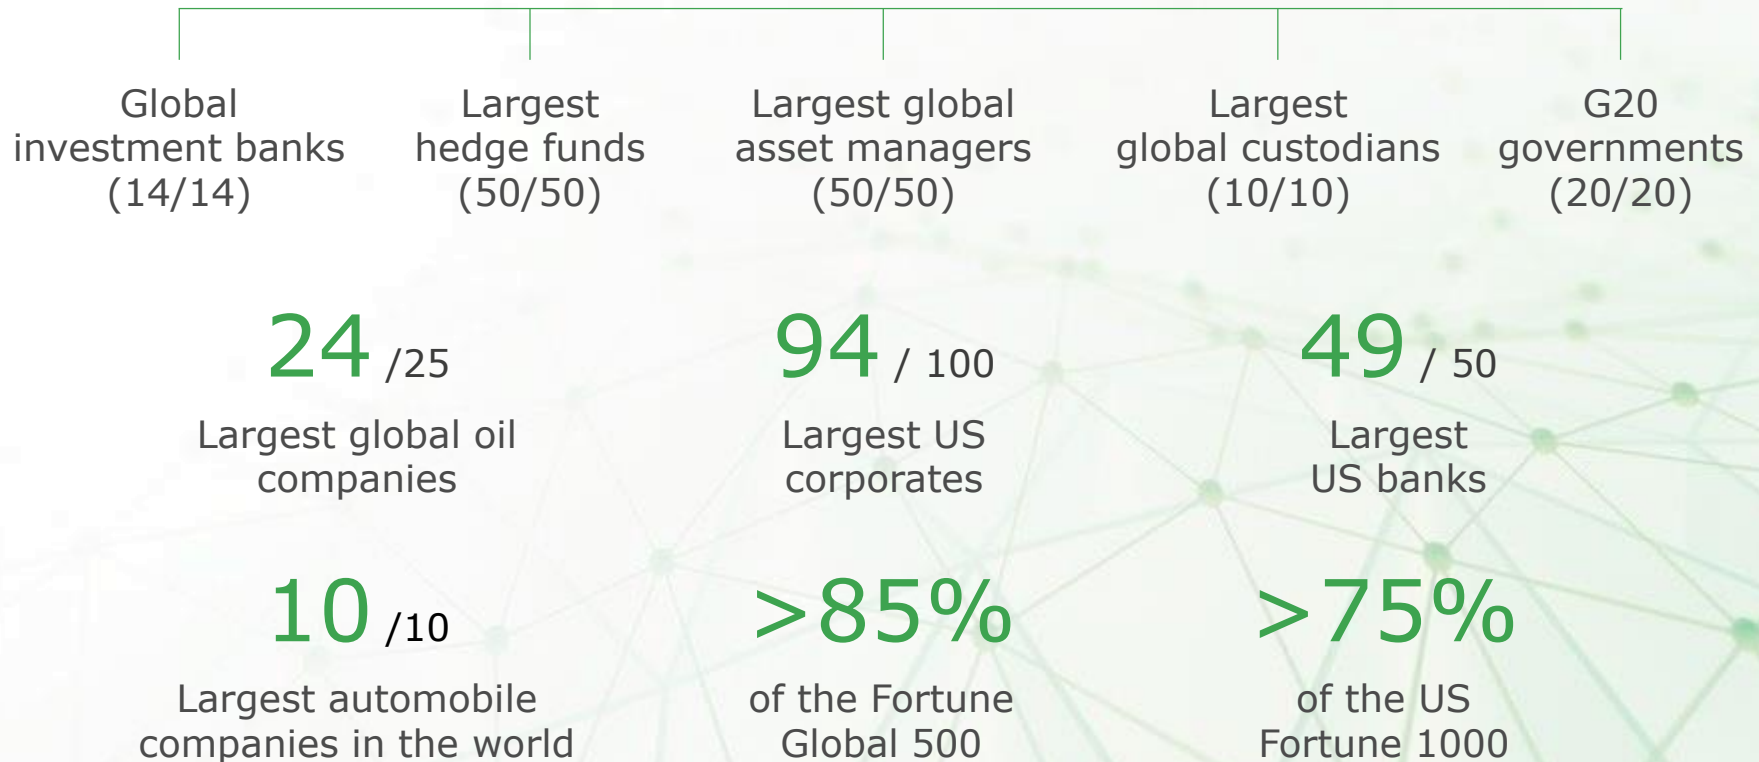 Global
investment banks
(14/14)
Largest
hedge funds
(50/50)
Largest global
asset managers
(50/50)
Largest
global custodians
(10/10)
G20
governments
(20/20)
24 /25
Largest global oil
companies
94 / 100
Largest US
corporates
49 / 50
Largest
US banks
10 /10
Largest automobile
companies in the world
>85%
of the Fortune
Global 500
>75%
of the US
Fortune 1000